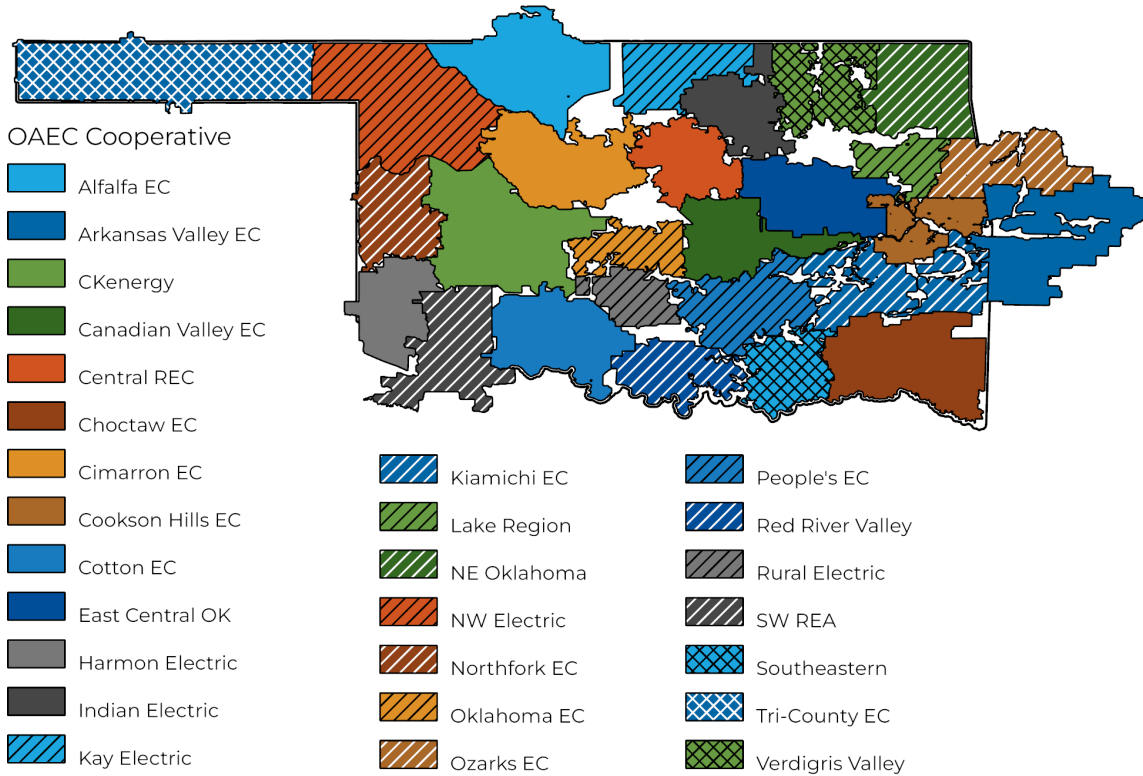 OAEC Cooperative
Alfalfa EC
Arkansas Valley EC
CKenergy
Canadian Valley EC
Central REC
Choctaw EC
Cimarron EC
Cookson Hills EC
Cotton EC
East Central OK
Harmon Electric
Indian Electric
Kay Electric
Kiamichi EC
Lake Region
NE Oklahoma
NW Electric
Northfork EC
Oklahoma EC
Ozarks EC
People's EC
Red River Valley
Rural Electric
SW REA
Southeastern
Tri-County EC
Verdigris Valley